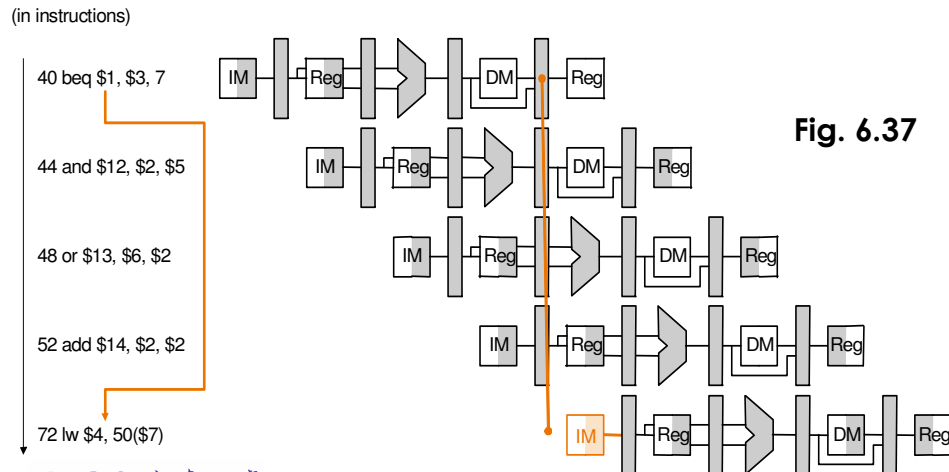 (in instructions)
40 beq $1, $3, 7
IM
Reg
DM
Reg
Fig. 6.37
44 and $12, $2, $5
IM
Reg
DM
Reg
48 or $13, $6, $2
IM
Reg
DM
Reg
52 add $14, $2, $2
IM
Reg
DM
Reg
72 lw $4, 50($7)
IM
Reg
DM
Reg